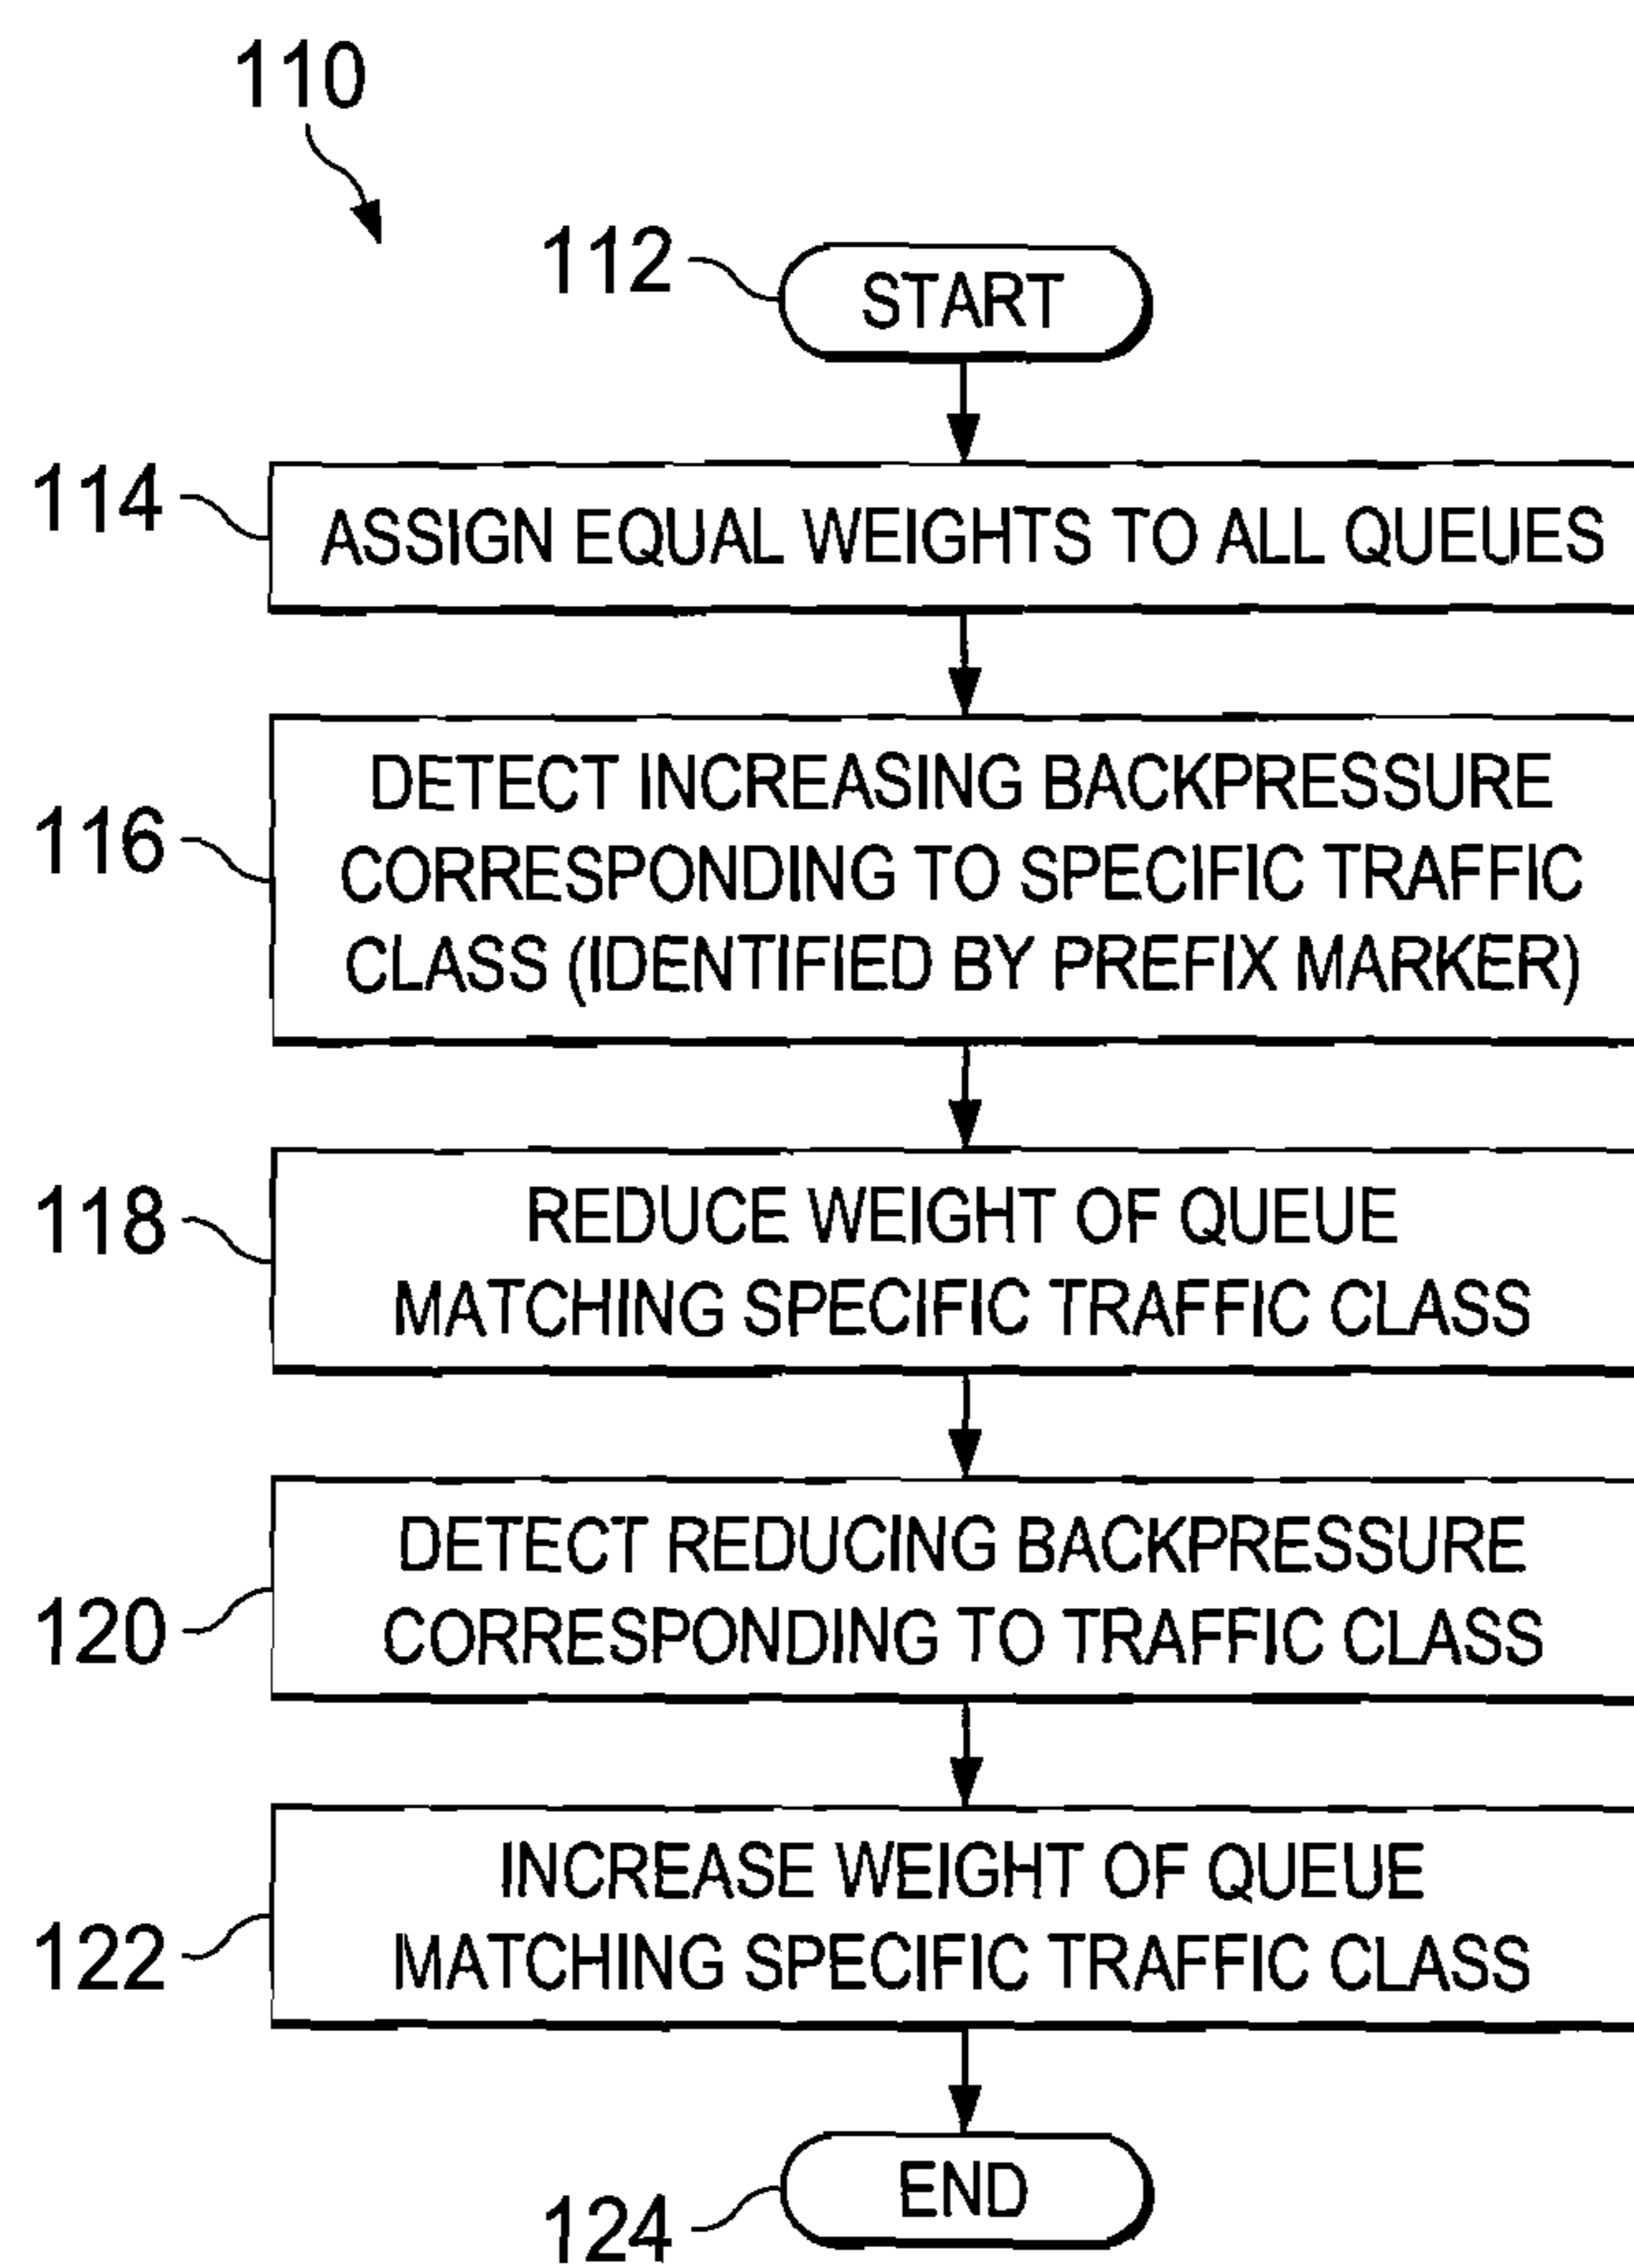 110
112
START
114
ASSIGN EQUAL WEIGHTS TO ALL QUEUES
116
DETECT INCREASING BACKPRESSURE
CORRESPONDING TO SPECIFIC TRAFFIC
CLASS (IDENTIFIED BY PREFIX MARKER)
118
REDUCE WEIGHT OF QUEUE
MATCHING SPECIFIC TRAFFIC CLASS
120
DETECT REDUCING BACKPRESSURE
CORRESPONDING TO TRAFFIC CLASS
122
INCREASE WEIGHT OF QUEUE
MATCHING SPECIFIC TRAFFIC CLASS
124
END